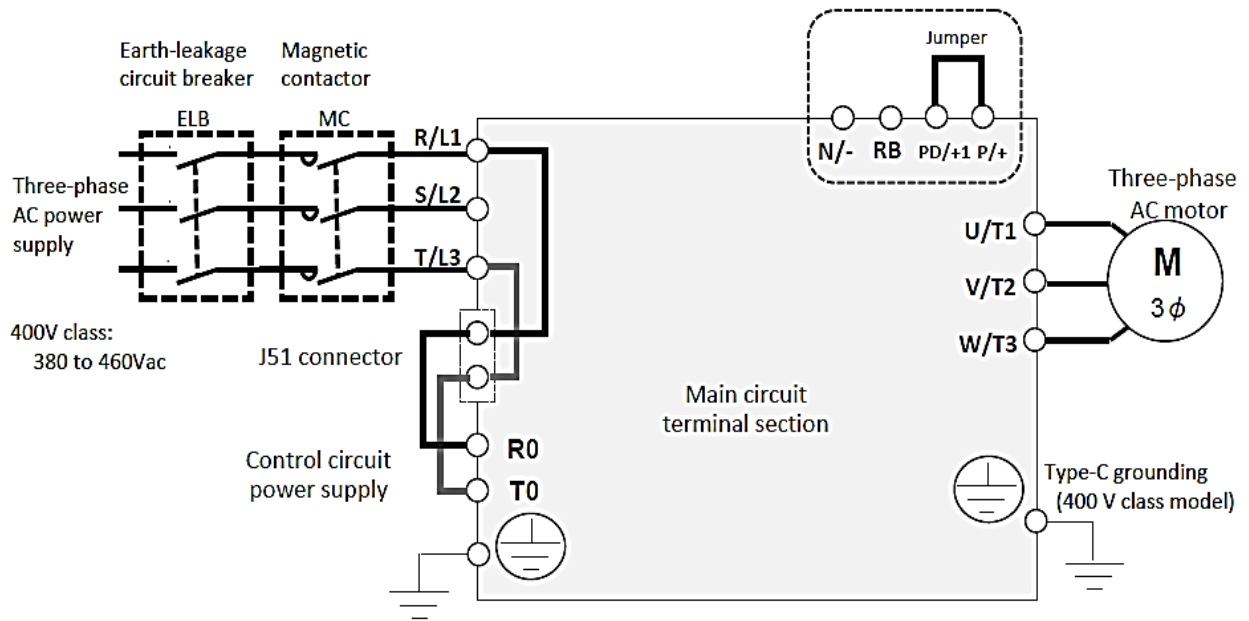 Earth-leakage
circuit breaker
ELB
Magnetic
contactor
MC
Three-phase
AC power
supply
400V class:
380 to 460Vac
R/L1
S/L2
T/L3
J51 connector
Control circuit
power supply
R0
T0
Jumper
N/- RB PD/+1 P/+
Main circuit
terminal section
U/T1
V/T2
W/T3
Three-phase
AC motor
M
3ϕ
Type-C grounding
(400 V class model)